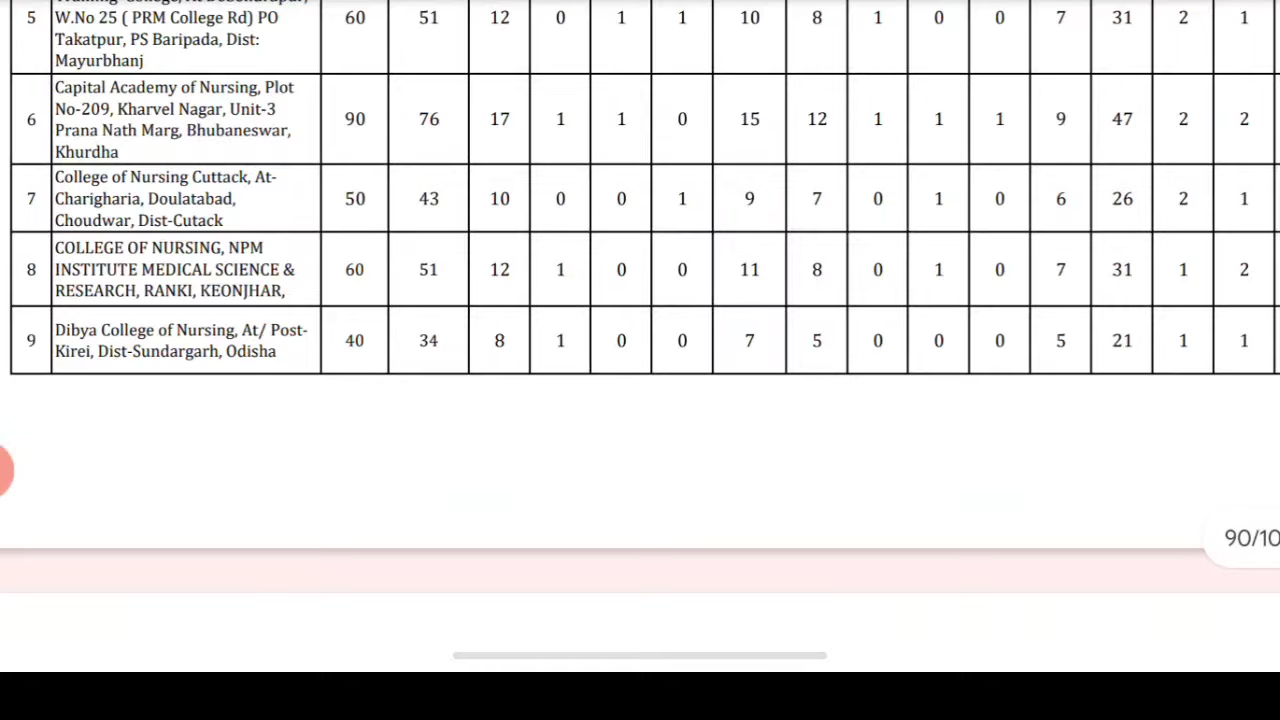 5 W.No 25 ( PRM College Rd) PO 60 51 12 0 1 1 10 8 1 0 0 7 31 2 1
Takatpur, PS Baripada, Dist:
Mayurbhanj
Capital Academy of Nursing, Plot
No-209, Kharvel Nagar, Unit-3
6 90 76 17 1 1 0 15 12 1 1 1 9 47 2 2
Prana Nath Marg, Bhubaneswar,
Khurdha
College of Nursing Cuttack, At-
7 Charigharia, Doulatabad, 50 43 10 0 0 1 9 7 0 1 0 6 26 2 1
Choudwar, Dist-Cutack
COLLEGE OF NURSING, NPM
8 INSTITUTE MEDICAL SCIENCE & 60 51 12 1 0 0 11 8 0 1 0 7 31 1 2
RESEARCH, RANKI, KEONJHAR,
Dibya College of Nursing, At/ Post-
9 40 34 8 1 0 0 7 5 0 0 0 5 21 1 1
Kirei, Dist-Sundargarh, Odisha
90/10